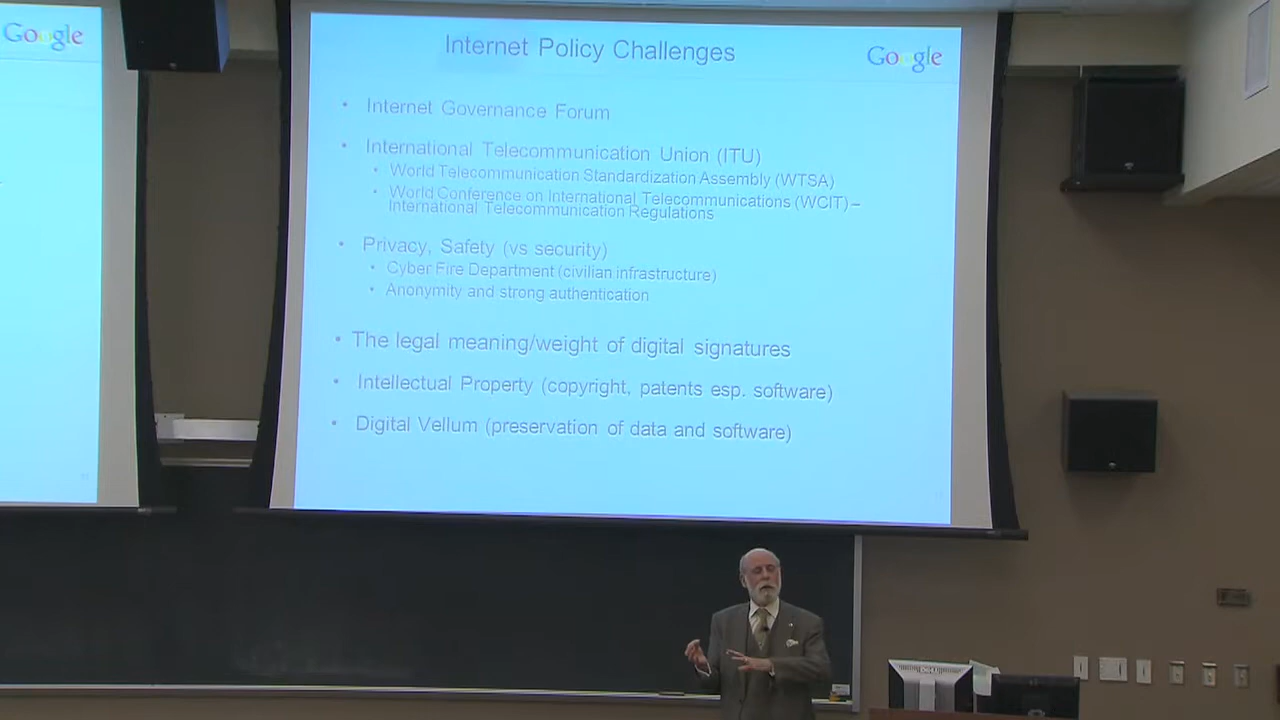 Google
Internet Policy Challenges
Google
• Internet Governance Forum
• International Telecommunication Union (ITU)
• World Telecommunication Standardization Assembly (WTSA)
• World Conference on International Telecommunications (WCIT) –
International Telecommunication Regulations
• Privacy, Safety (vs security)
• Cyber Fire Department (civilian infrastructure)
• Anonymity and strong authentication
• The legal meaning/weight of digital signatures
• Intellectual Property (copyright, patents esp. software)
• Digital Vellum (preservation of data and software)
DELL